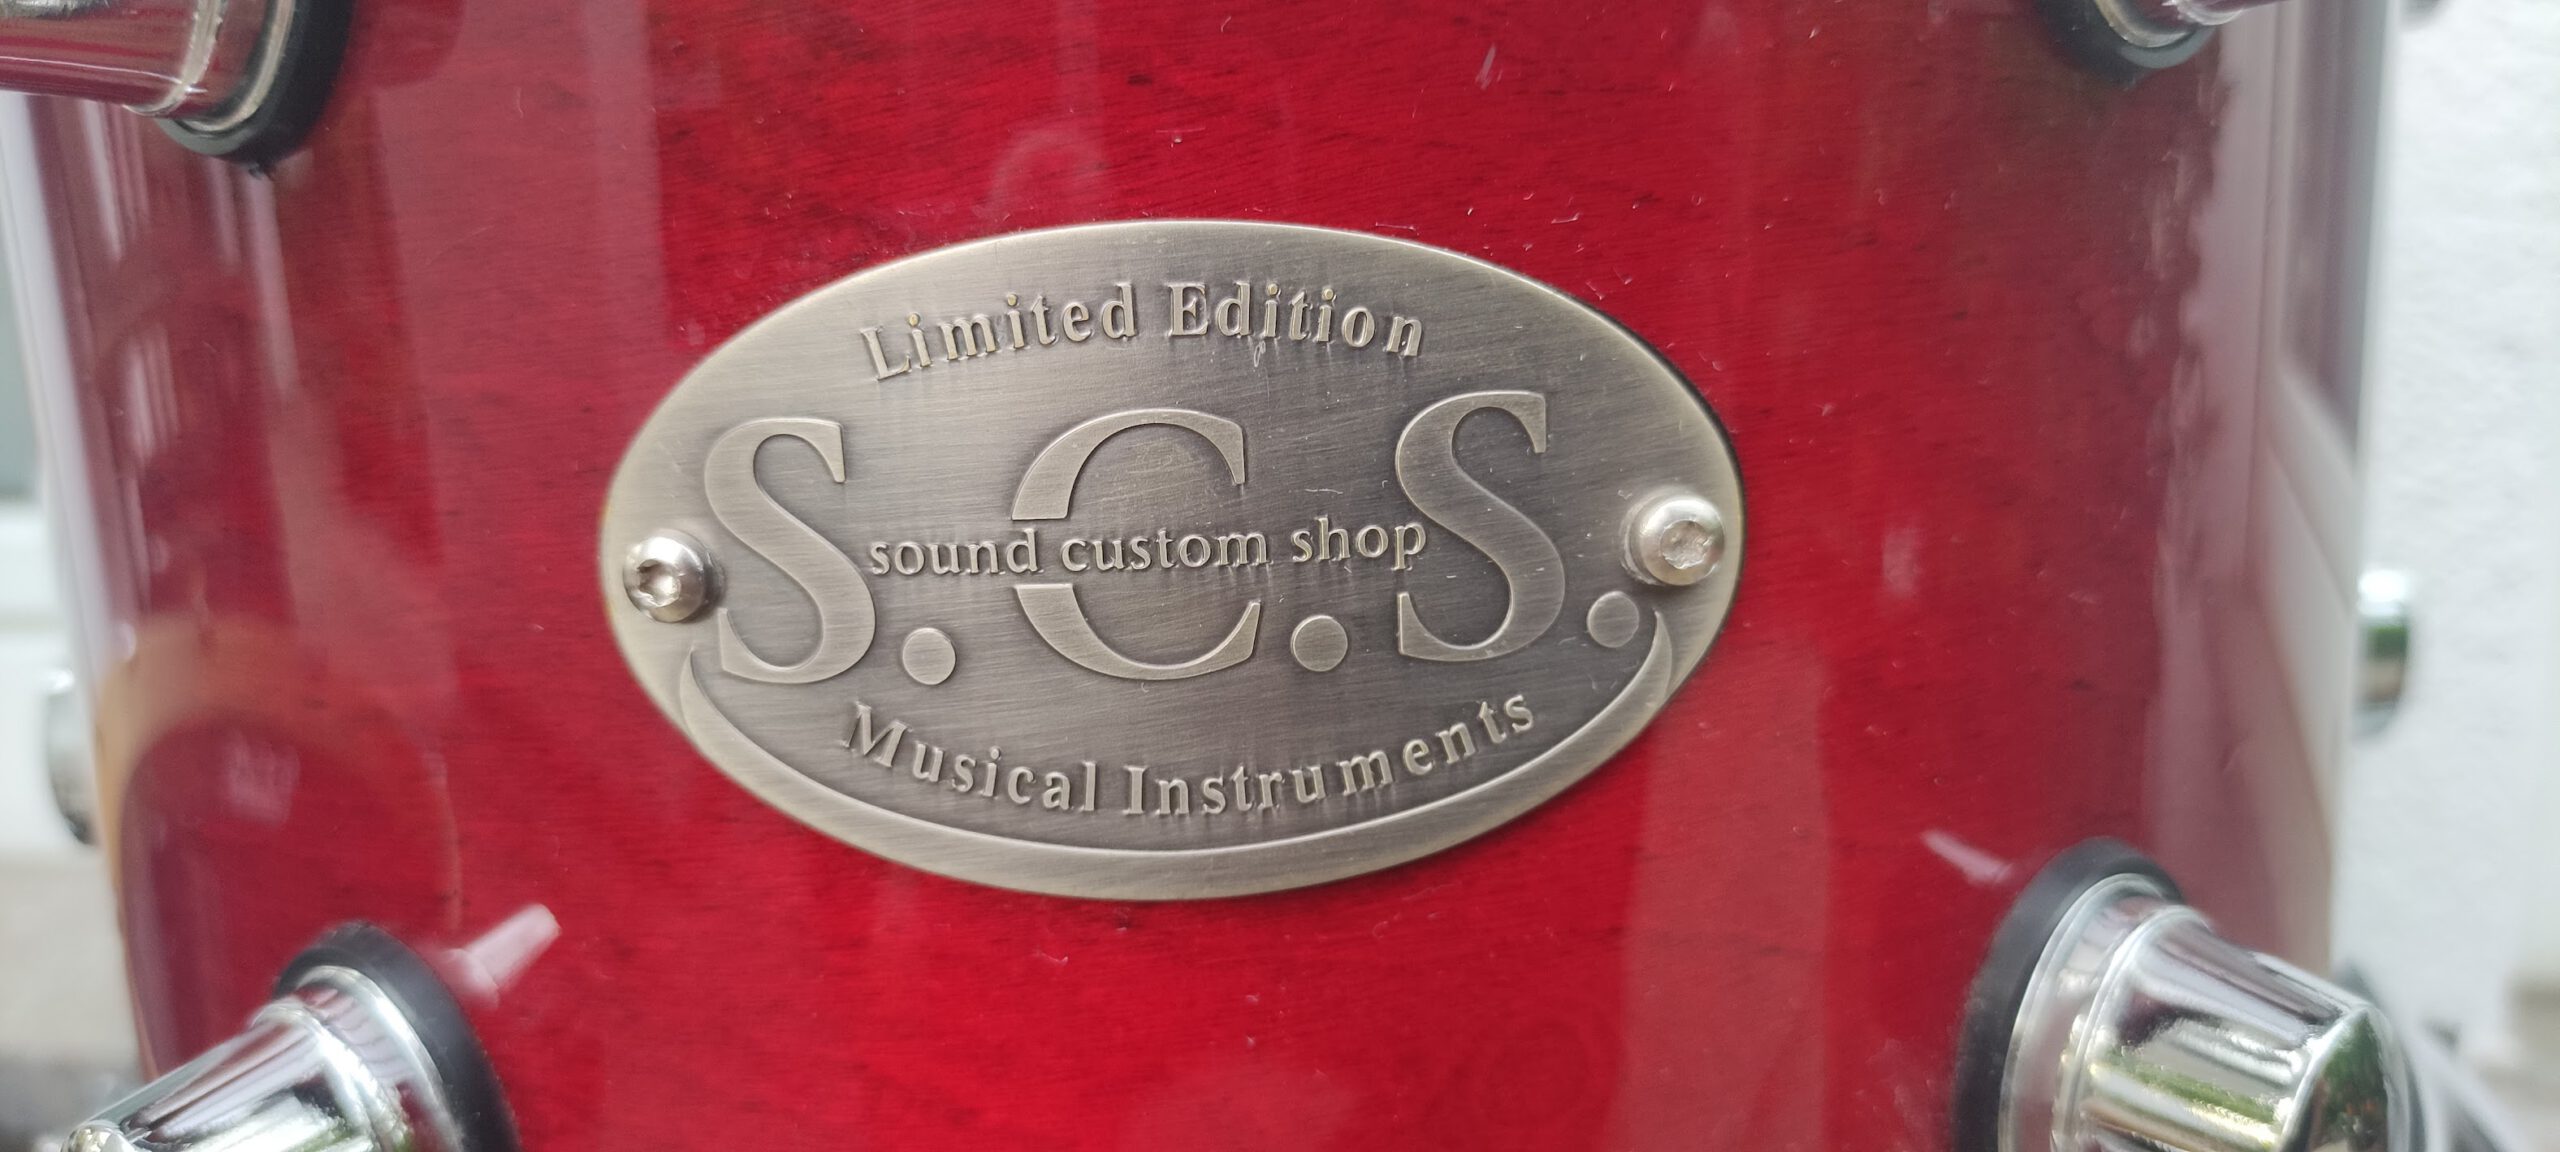 Limited Edition
S.C.S.
sound custom shop
Musical Instruments